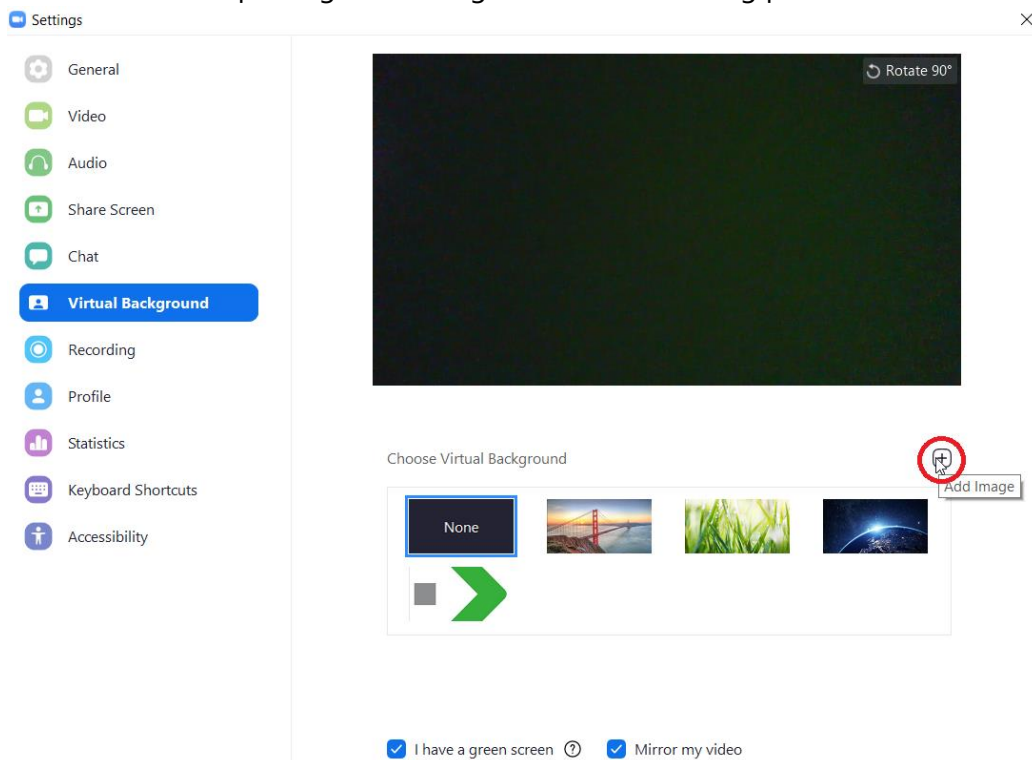 Settings
General
Video
Audio
Share Screen
Chat
Virtual Background
Recording
Profile
Statistics
Keyboard Shortcuts
Accessibility
Rotate 90°
Choose Virtual Background
Add Image
None
I have a green screen ?
Mirror my video